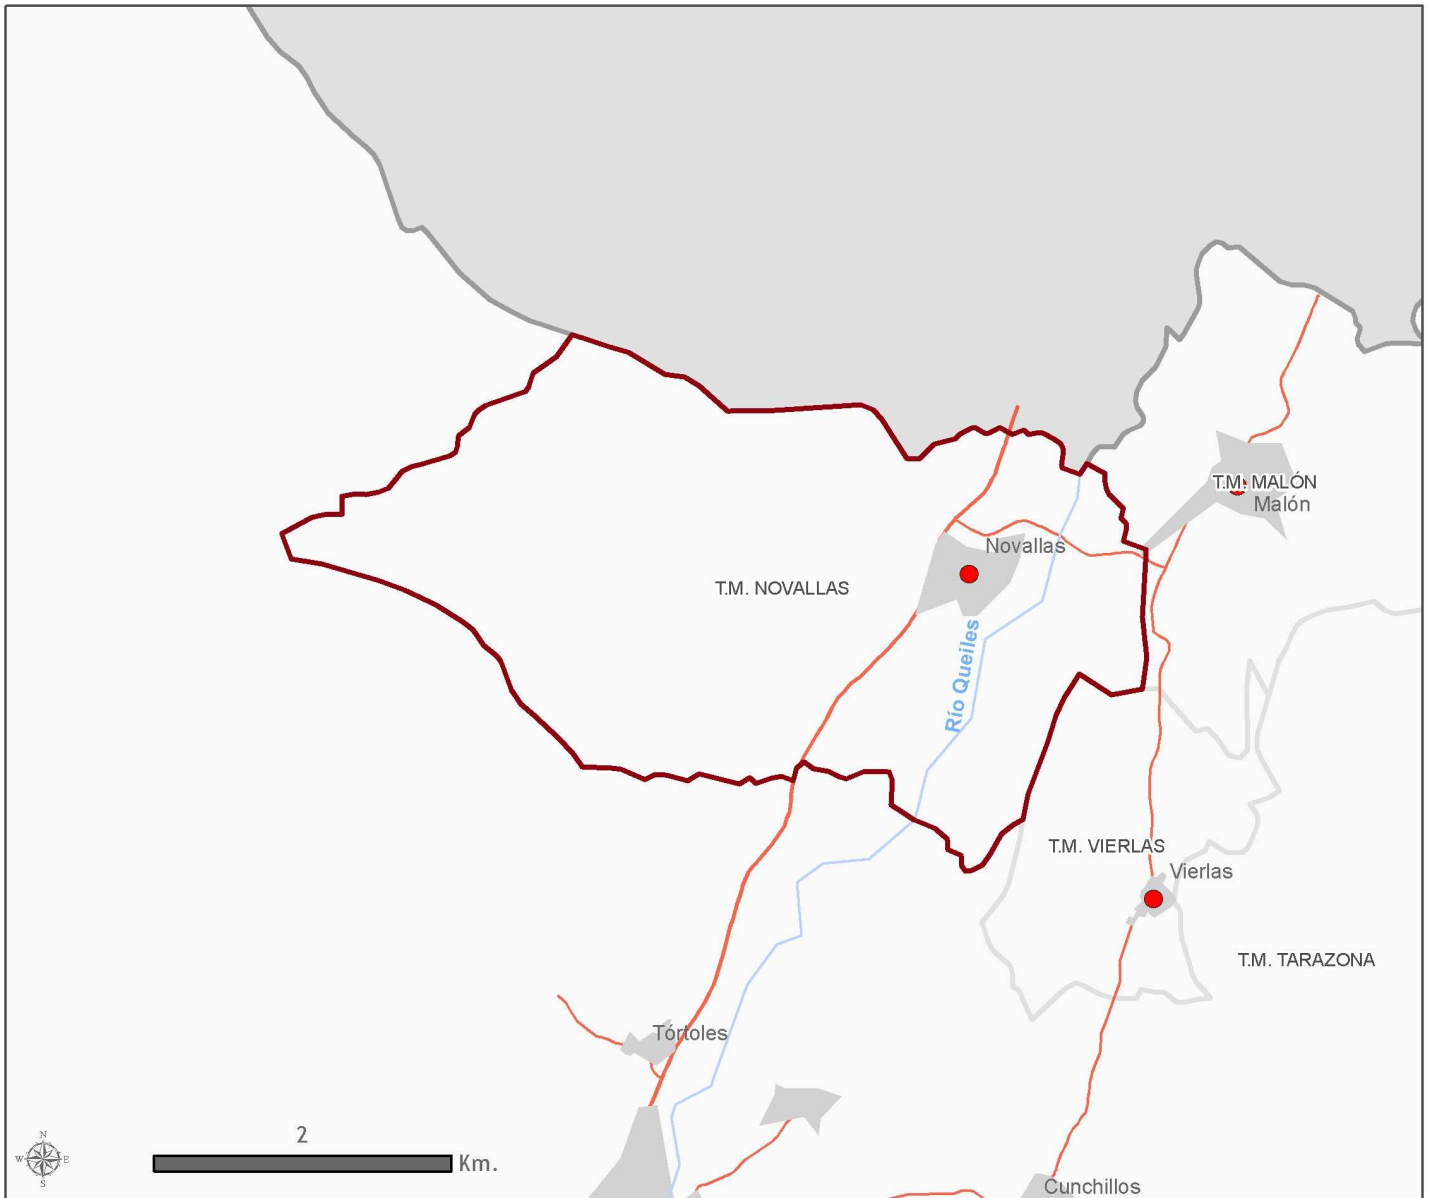 T.M. MALÓN
Malón
Novallas
T.M. NOVALLAS
Río Queiles
T.M. VIERLAS
Vierlas
T.M. TARAZONA
Tórtoles
N
W E
S
2
Km.
Cunchillos